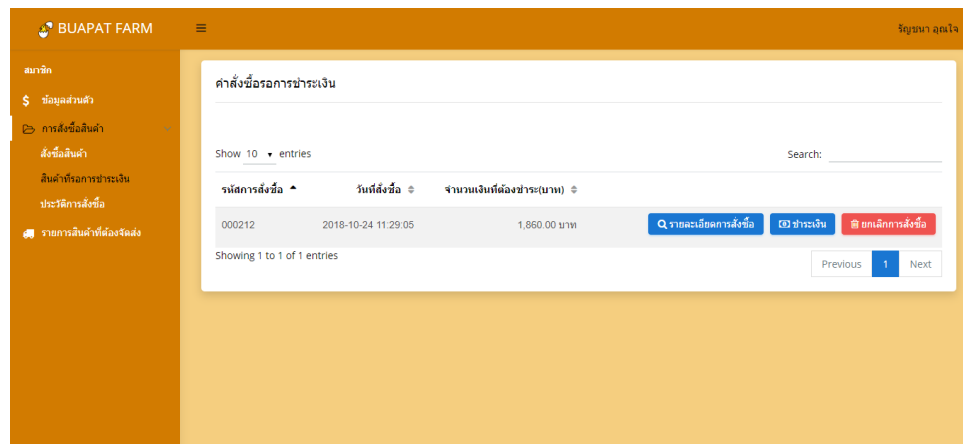 BUAPAT FARM
รัญชนา อุณใจ
สมาชิก
ข้อมูลส่วนตัว
การสั่งซื้อสินค้า
สั่งซื้อสินค้า
สินค้าที่รอการชำระเงิน
ประวัติการสั่งซื้อ
รายการสินค้าที่ต้องจัดส่ง
คำสั่งซื้อรอการชำระเงิน
Show 10 entries Search:
รหัสการสั่งซื้อ วันที่สั่งซื้อ จำนวนเงินที่ต้องชำระ(บาท)
000212 2018-10-24 11:29:05 1,860.00 บาท รายละเอียดการสั่งซื้อ ชำระเงิน ยกเลิกการสั่งซื้อ
Showing 1 to 1 of 1 entries
Previous 1 Next